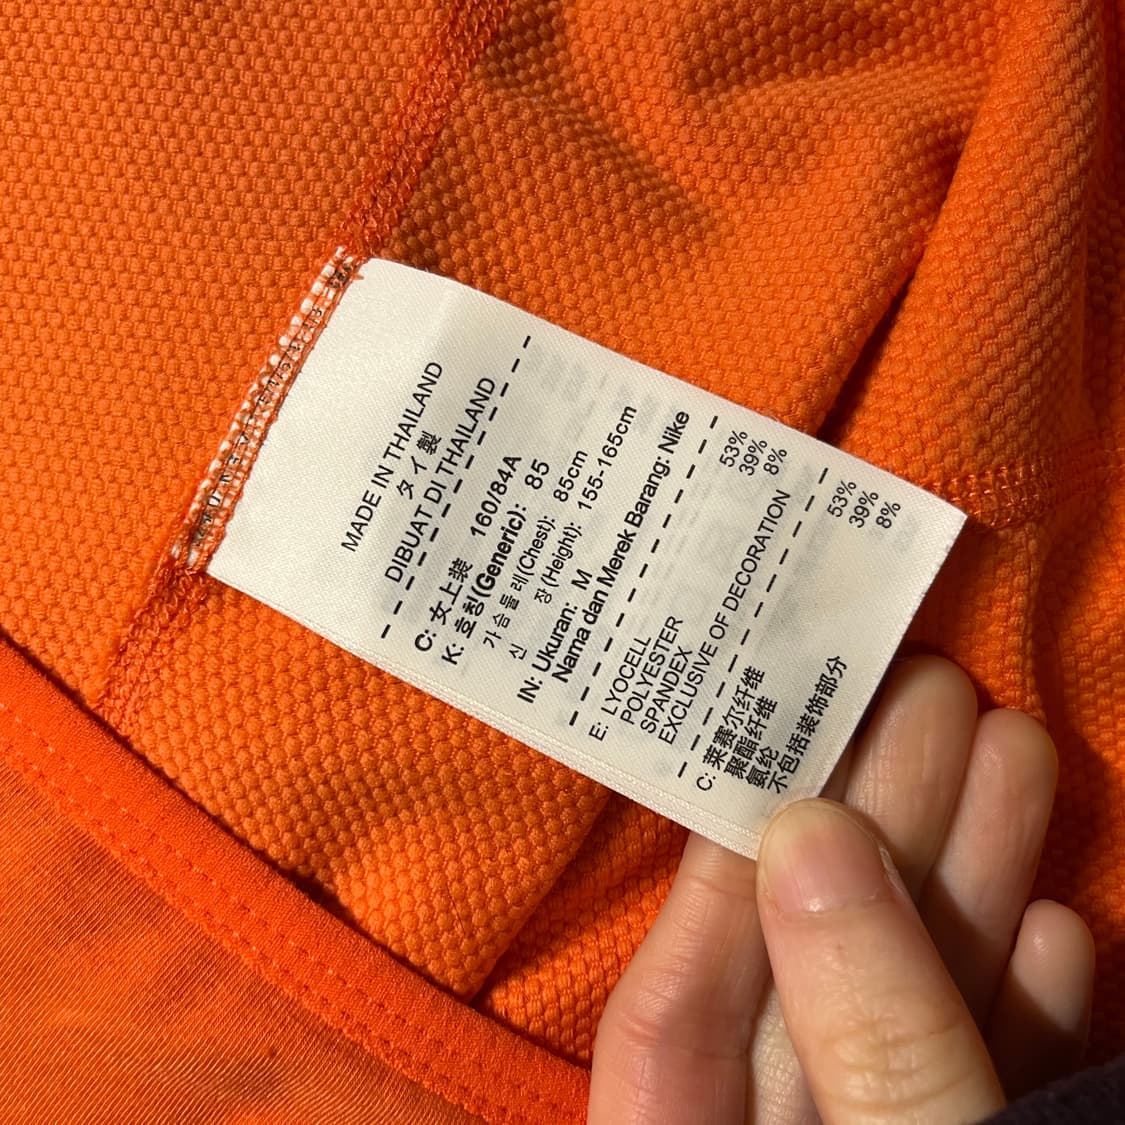 MADE IN THAILAND
タイ製
DIBUAT DI THAILAND
C: 女上装 160/84A
K: 호칭(Generic): 85
가슴둘레(Chest): 85cm
신 장(Height): 155-165cm
IN: Ukuran: M
Nama dan Merek Barang: Nike
E: LYOCELL 53%
POLYESTER 39%
SPANDEX 8%
EXCLUSIVE OF DECORATION
C: 莱赛尔纤维 53%
聚酯纤维 39%
氨纶 8%
不包括装饰部分